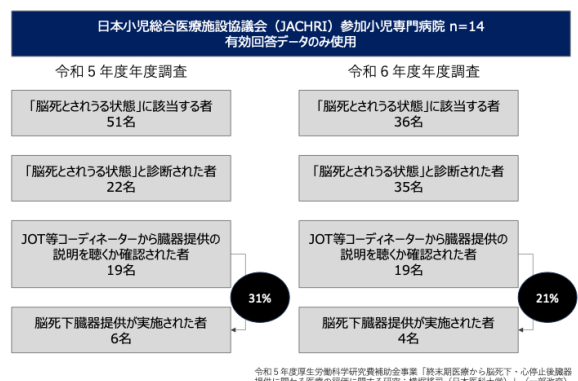 日本小児総合医療施設協議会（JACHRI）参加小児専門病院 n=14
有効回答データのみ使用
令和５年度年度調査
「脳死とされうる状態」に該当する者
51名
「脳死とされうる状態」と診断された者
22名
JOT等コーディネーターから臓器提供の
説明を聴くか確認された者
19名
31%
脳死下臓器提供が実施された者
6名
令和６年度年度調査
「脳死とされうる状態」に該当する者
36名
「脳死とされうる状態」と診断された者
35名
JOT等コーディネーターから臓器提供の
説明を聴くか確認された者
19名
21%
脳死下臓器提供が実施された者
4名
令和５年度厚生労働科学研究費補助金事業「終末期医療から脳死下・心停止後臓器